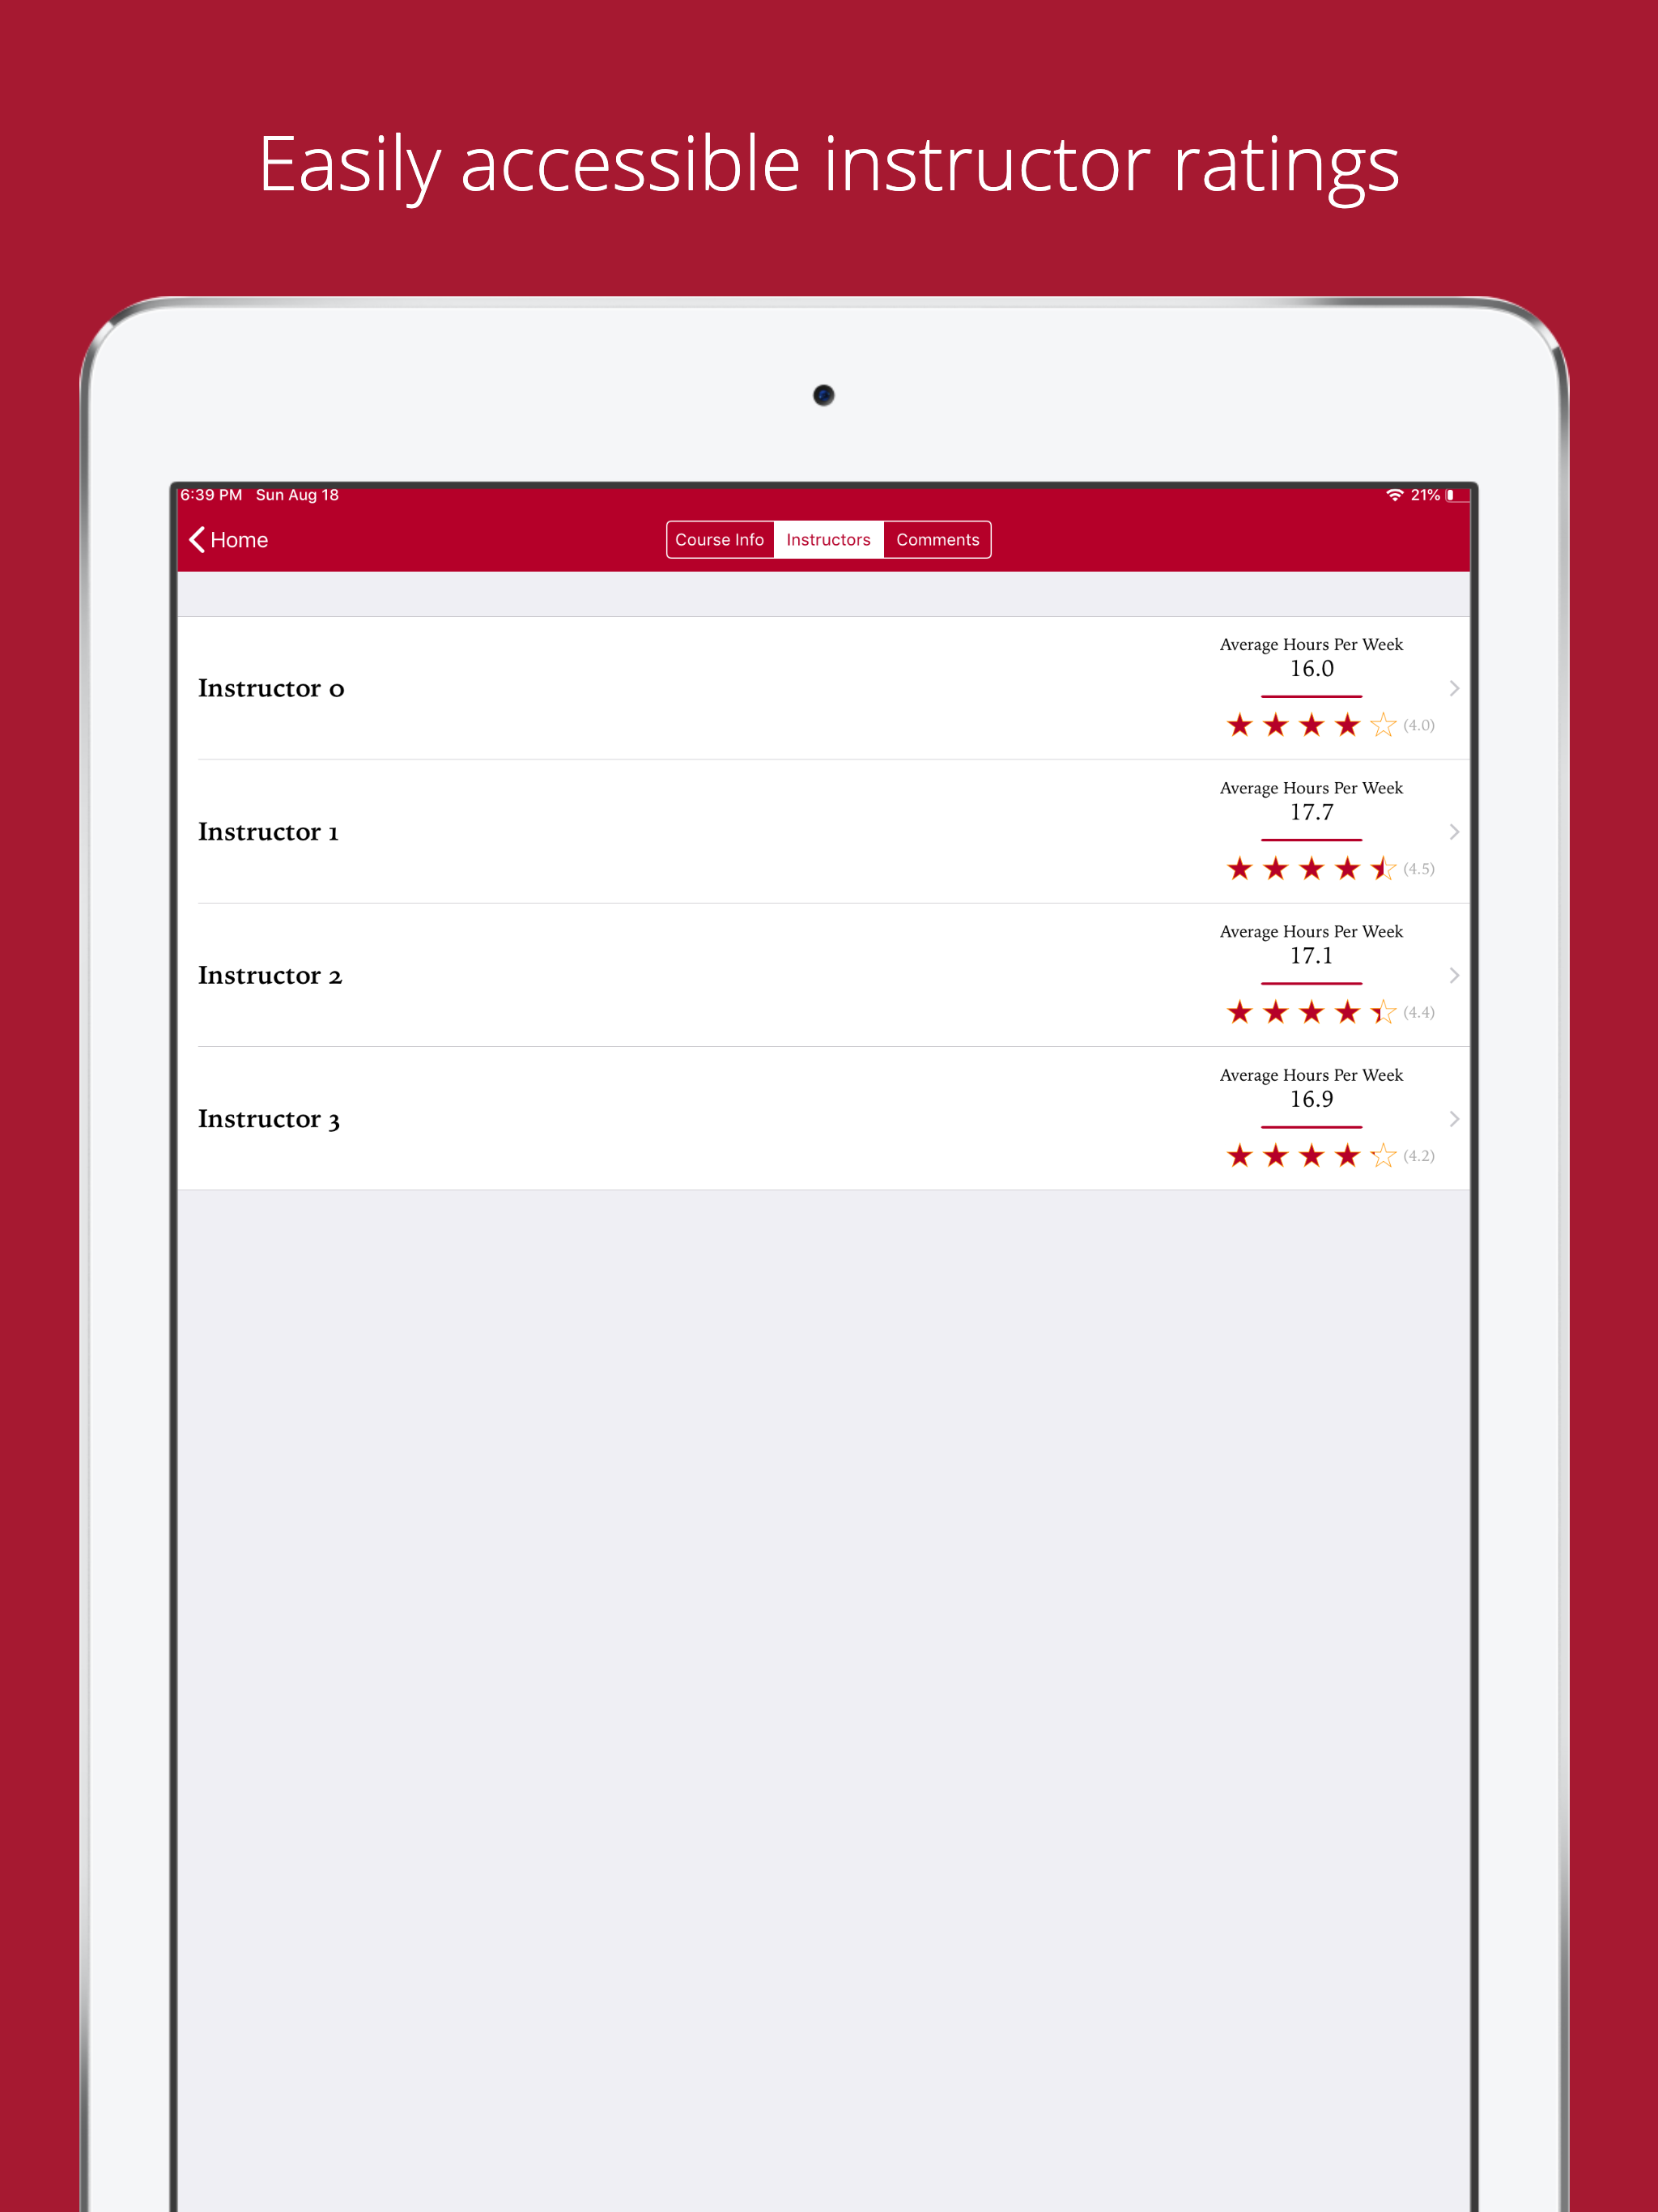 Easily accessible instructor ratings
6:39 PM Sun Aug 18 21%
Home Course Info Instructors Comments
Average Hours Per Week
16.0
Instructor 0
(4.0)
Average Hours Per Week
17.7
Instructor 1
(4.5)
Average Hours Per Week
17.1
Instructor 2
(4.4)
Average Hours Per Week
16.9
Instructor 3
(4.2)